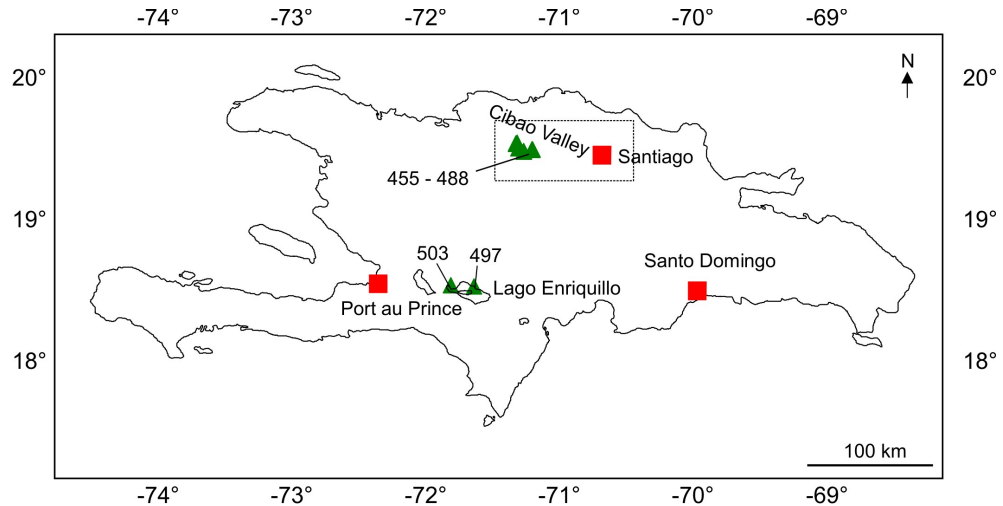 -74° -73° -72° -71° -70° -69°
20° 20°
N
Cibao Valley
Santiago
455 - 488
19° 19°
503 497
Santo Domingo
Lago Enriquillo
Port au Prince
18° 18°
100 km
-74° -73° -72° -71° -70° -69°